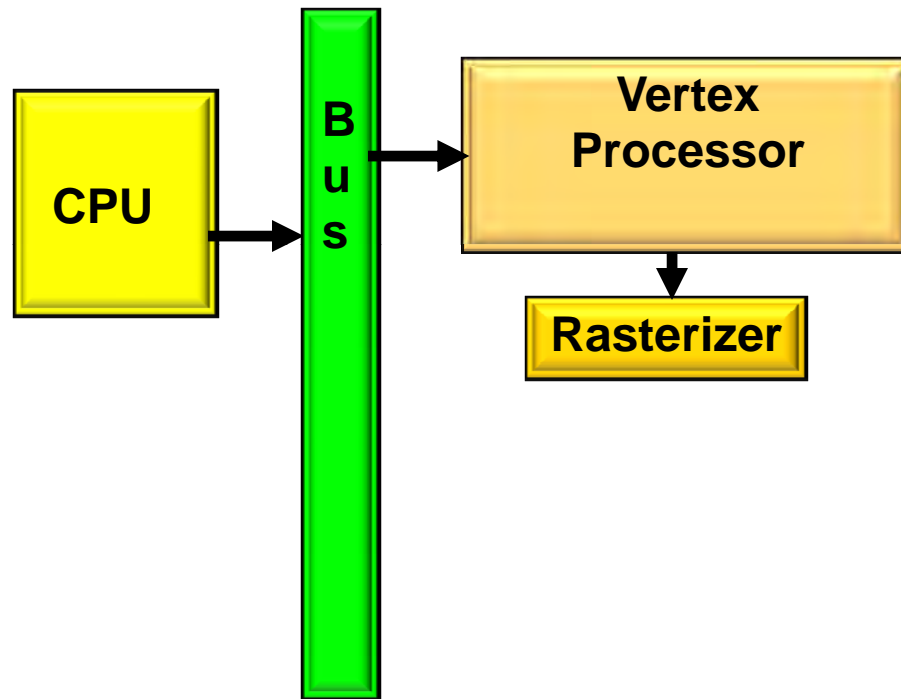 CPU
B
u
s
Vertex
Processor
Rasterizer